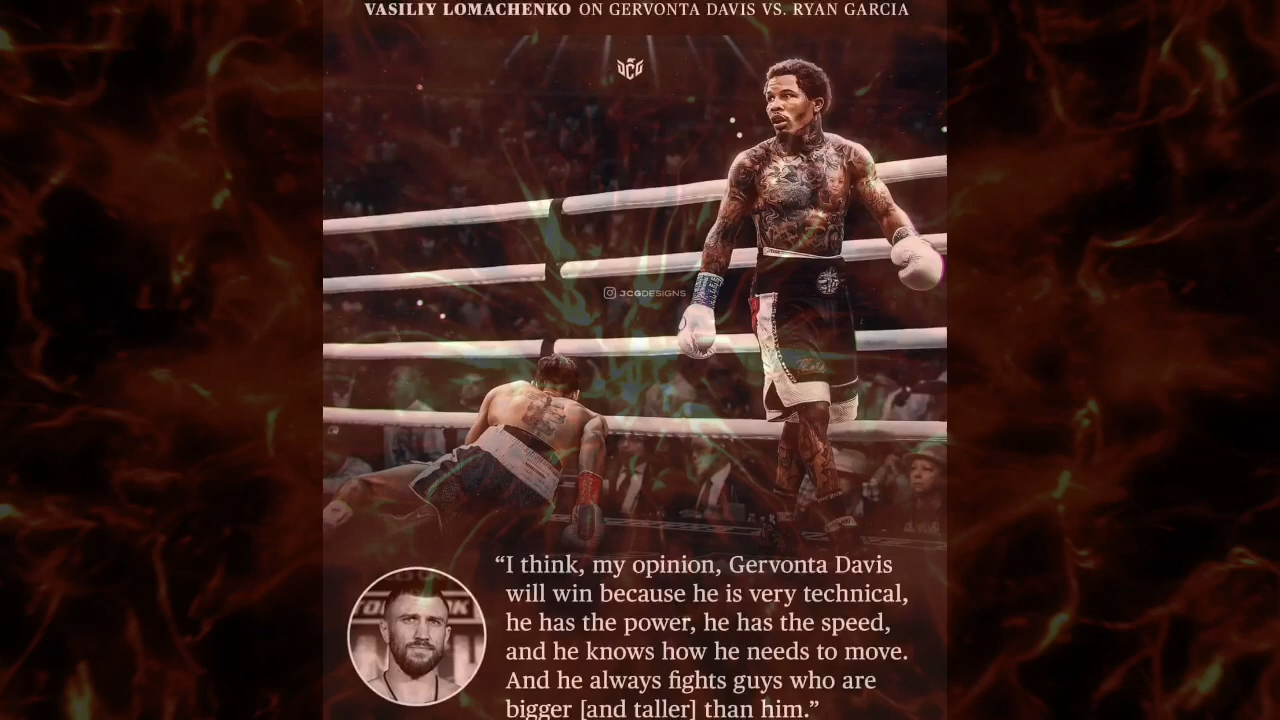 VASILIY LOMACHENKO ON GERVONTA DAVIS VS. RYAN GARCIA
JCG
JCGDESIGNS
“I think, my opinion, Gervonta Davis
will win because he is very technical,
he has the power, he has the speed,
and he knows how he needs to move.
And he always fights guys who are
bigger [and taller] than him.”